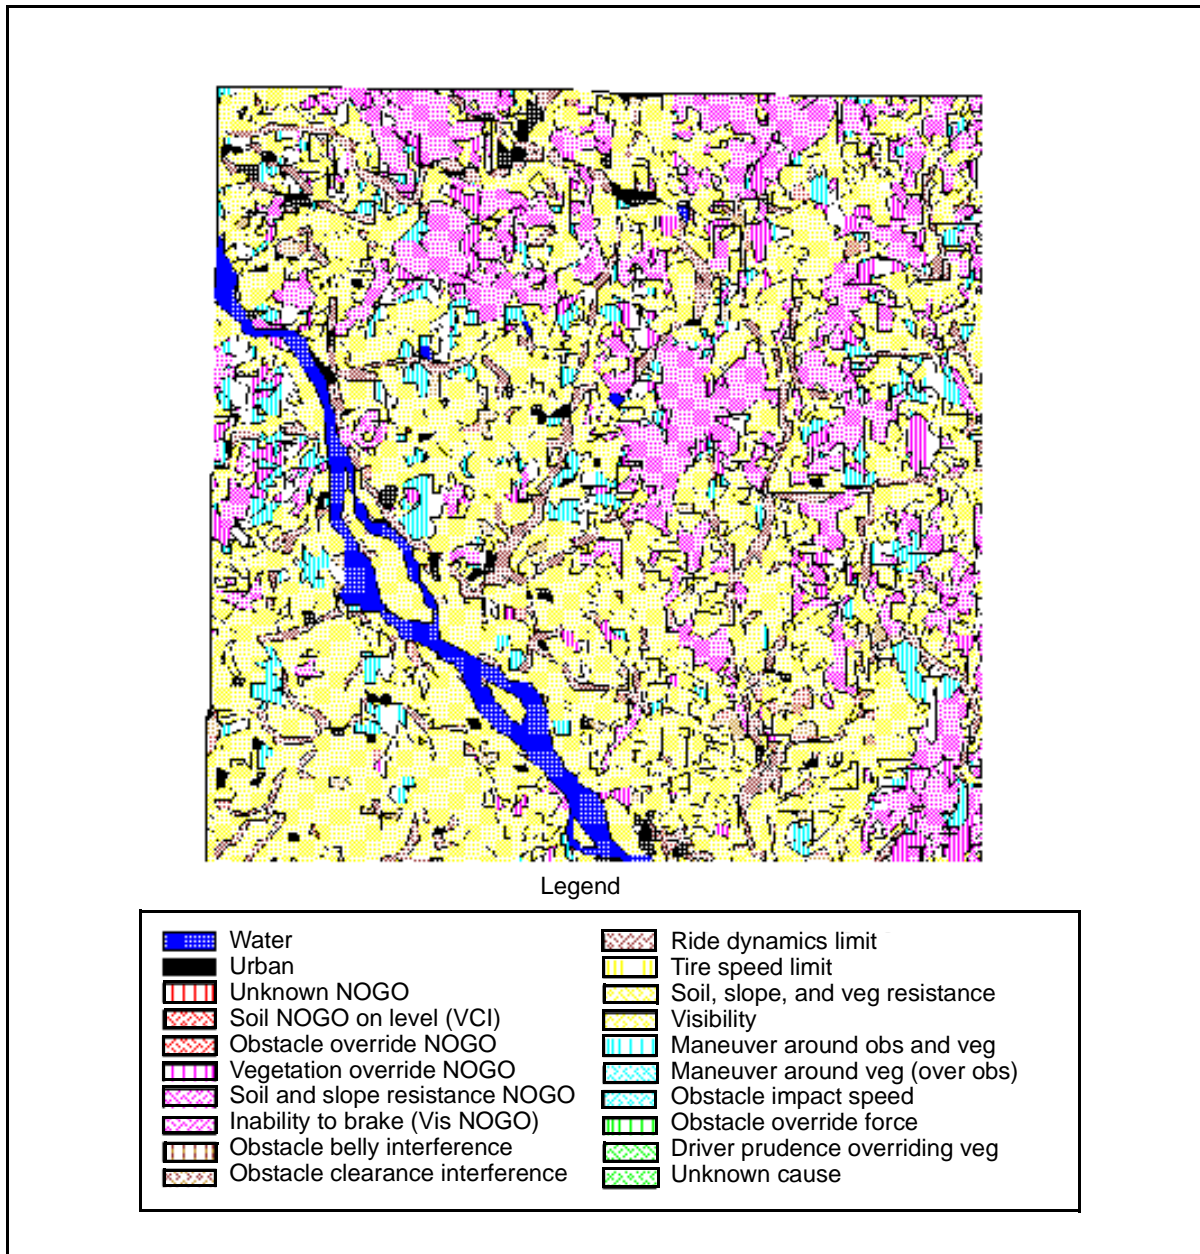 Legend
Water
Urban
Unknown NOGO
Soil NOGO on level (VCI)
Obstacle override NOGO
Vegetation override NOGO
Soil and slope resistance NOGO
Inability to brake (Vis NOGO)
Obstacle belly interference
Obstacle clearance interference
Ride dynamics limit
Tire speed limit
Soil, slope, and veg resistance
Visibility
Maneuver around obs and veg
Maneuver around veg (over obs)
Obstacle impact speed
Obstacle override force
Driver prudence overriding veg
Unknown cause